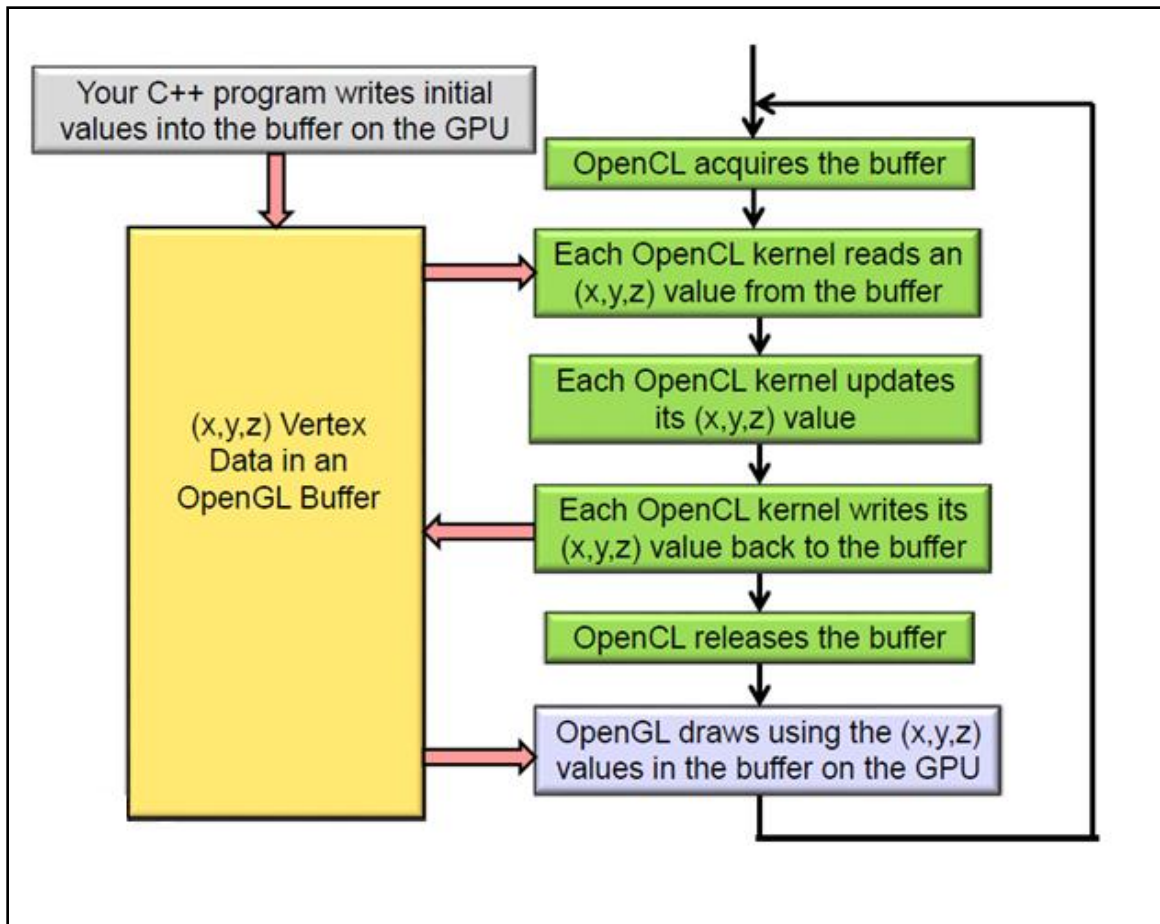 Your C++ program writes initial
values into the buffer on the GPU
OpenCL acquires the buffer
Each OpenCL kernel reads an
(x,y,z) value from the buffer
Each OpenCL kernel updates
its (x,y,z) value
(x,y,z) Vertex
Data in an
OpenGL Buffer
Each OpenCL kernel writes its
(x,y,z) value back to the buffer
OpenCL releases the buffer
OpenGL draws using the (x,y,z)
values in the buffer on the GPU